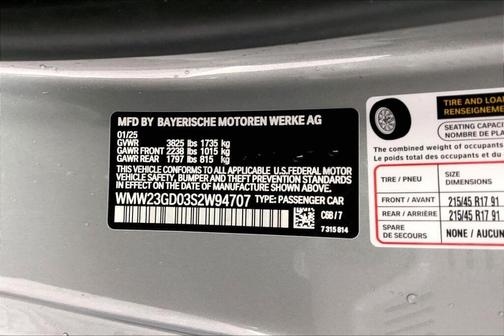 MFD BY BAYERISCHE MOTOREN WERKE AG
01/25
GVWR 3825 lbs 1735 kg
GAWR FRONT 2238 lbs 1015 kg
GAWR REAR 1797 lbs 815 kg
THIS VEHICLE CONFORMS TO ALL APPLICABLE U.S.FEDERAL MOTOR
VEHICLE SAFETY, BUMPER AND THEFT PREVENTION STANDARDS
IN EFFECT ON THE DATE OF MANUFACTURE SHOWN ABOVE.
WMW23GD03S2W94707 TYPE: PASSENGER CAR
C6B / 7
7 315 814
TIRE AND LOA
RENS
SEATING CAPACI
NOMBRE DE PL
The combined weight of occupants
Le poids total des occupants et du
TIRE / PNEU
SIZE
DIMENSIONS
FRONT / AVANT 215/45 R17 91
REAR / ARRIÈRE 215/45 R17 91
SPARE
DE SECOURS
NONE / AUCUN